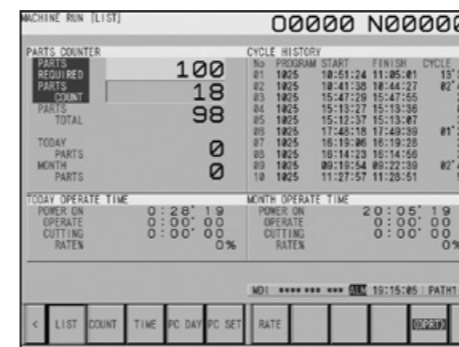 MACHINE RUN [LIST]
O0000 N00000
PARTS COUNTER
PARTS REQUIRED 100
PARTS COUNT 18
PARTS TOTAL 98
TODAY PARTS 0
MONTH PARTS 0
CYCLE HISTORY
No PROGRAM START FINISH CYCLE
01 1025 10:51:24 11:05:01 13'
02 1025 10:41:38 10:44:27 02'
03 1025 15:47:29 15:47:55
04 1025 15:13:27 15:13:36
05 1025 15:12:37 15:13:07
06 1025 17:48:18 17:49:39 01'
07 1025 16:19:06 16:19:28
08 1025 16:14:23 16:14:56
09 1025 09:19:54 09:22:39 02'
10 1025 11:27:57 11:28:51
TODAY OPERATE TIME
POWER ON 0:28'19
OPERATE 0:00'00
CUTTING 0:00'00
RATE% 0%
MONTH OPERATE TIME
POWER ON 20:05'19
OPERATE 0:00'00
CUTTING 0:00'00
RATE% 0%
MDI **** *** *** ALM 19:15:05 PATH1
< LIST COUNT TIME PC DAY PC SET RATE (OPRT)